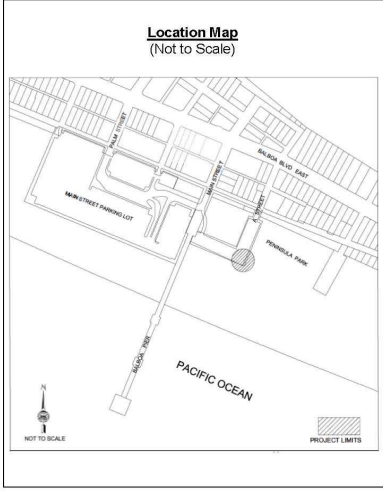 Location Map
(Not to Scale)
PALM STREET
MAIN STREET
BALBOA BLVD EAST
A STREET
MAIN STREET PARKING LOT
PENINSULA PARK
BALBOA PIER
PACIFIC OCEAN
N
NOT TO SCALE
PROJECT LIMITS